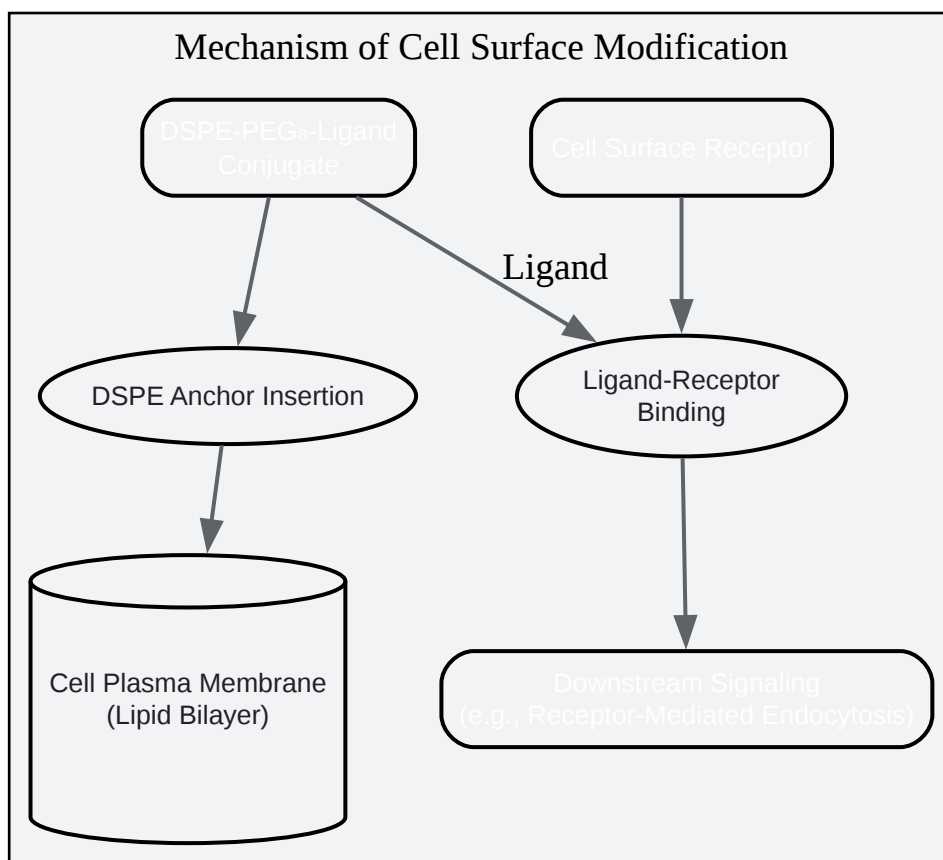 Mechanism of Cell Surface Modification
DSPE-PEG₈-Ligand
Conjugate
Cell Surface Receptor
Ligand
DSPE Anchor Insertion
Ligand-Receptor
Binding
Cell Plasma Membrane
(Lipid Bilayer)
Downstream Signaling
(e.g., Receptor-Mediated Endocytosis)